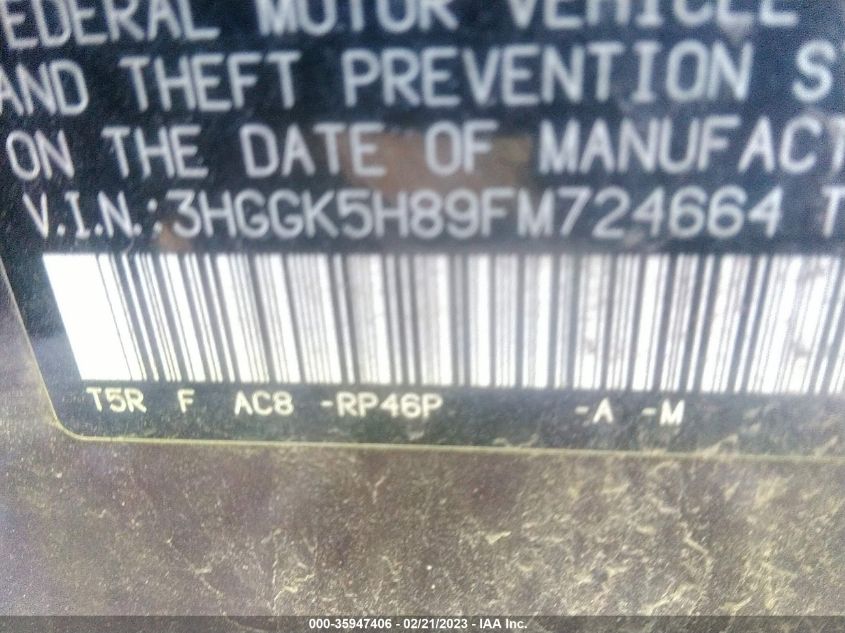 FEDERAL MOTOR VEHICLE
AND THEFT PREVENTION S
ON THE DATE OF MANUFACT
V.I.N.:3HGGK5H89FM724664 T
T5R F AC8 -RP46P -A -M
000-35947406 - 02/21/2023 - IAA Inc.